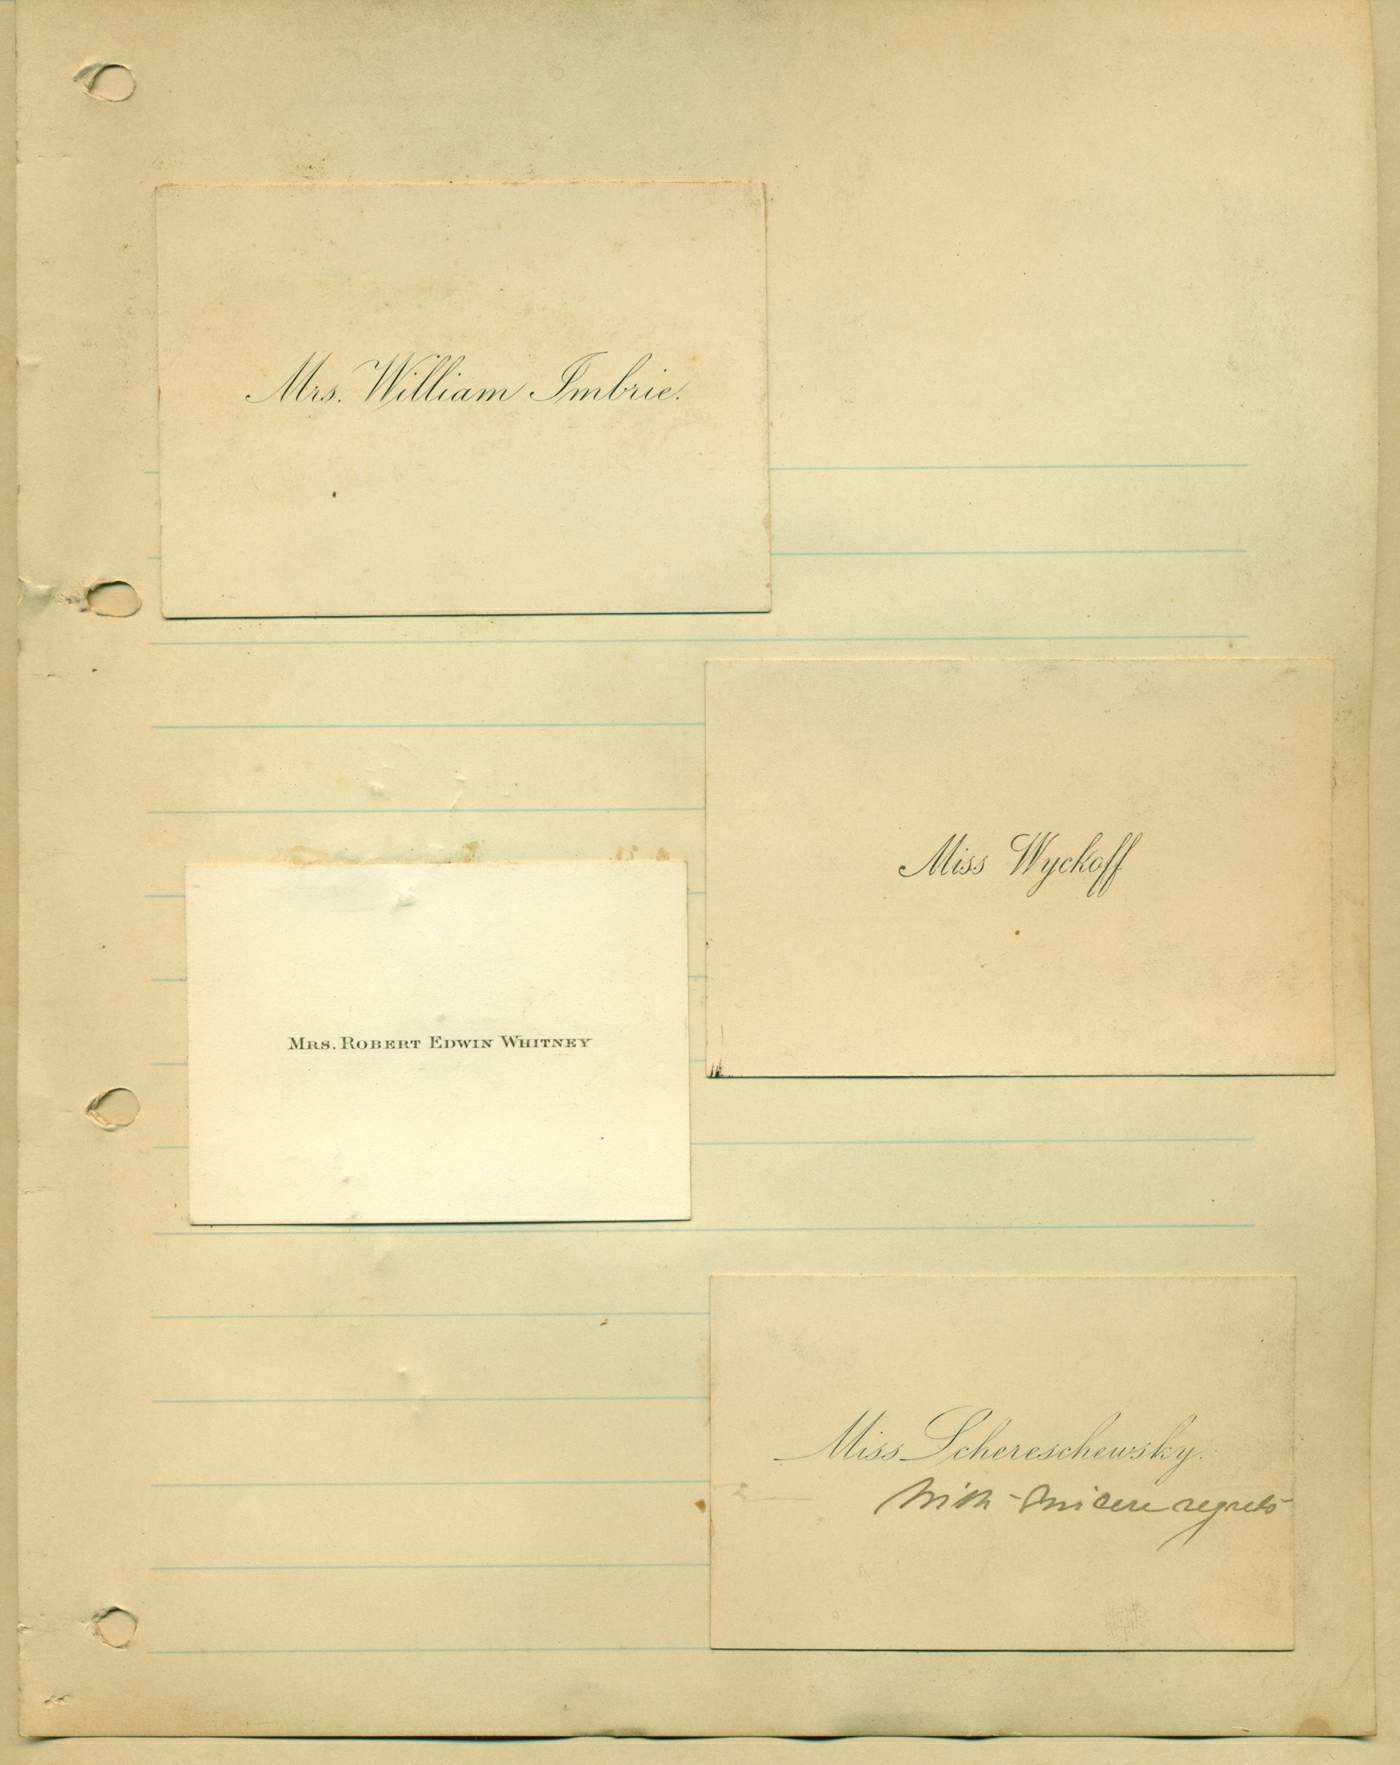 Mrs. William Imbrie.
Miss Wyckoff
Mrs. Robert Edwin Whitney
Miss Schereschewsky.
With sincere regrets